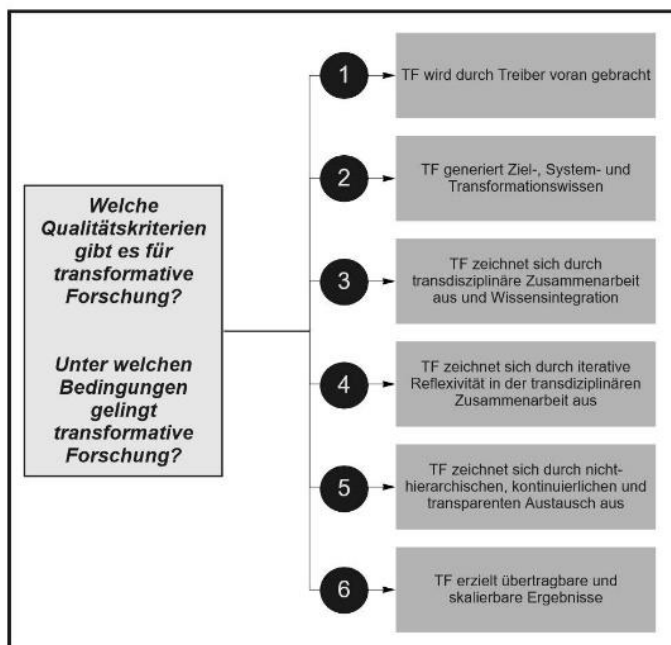 Welche
Qualitätskriterien
gibt es für
transformative
Forschung?
Unter welchen
Bedingungen
gelingt
transformative
Forschung?
1
TF wird durch Treiber voran gebracht
2
TF generiert Ziel-, System- und
Transformationswissen
3
TF zeichnet sich durch
transdisziplinäre Zusammenarbeit
aus und Wissensintegration
4
TF zeichnet sich durch iterative
Reflexivität in der transdiziplinären
Zusammenarbeit aus
5
TF zeichnet sich durch nicht-
hierarchischen, kontinuierlichen und
transparenten Austausch aus
6
TF erzielt übertragbare und
skalierbare Ergebnisse